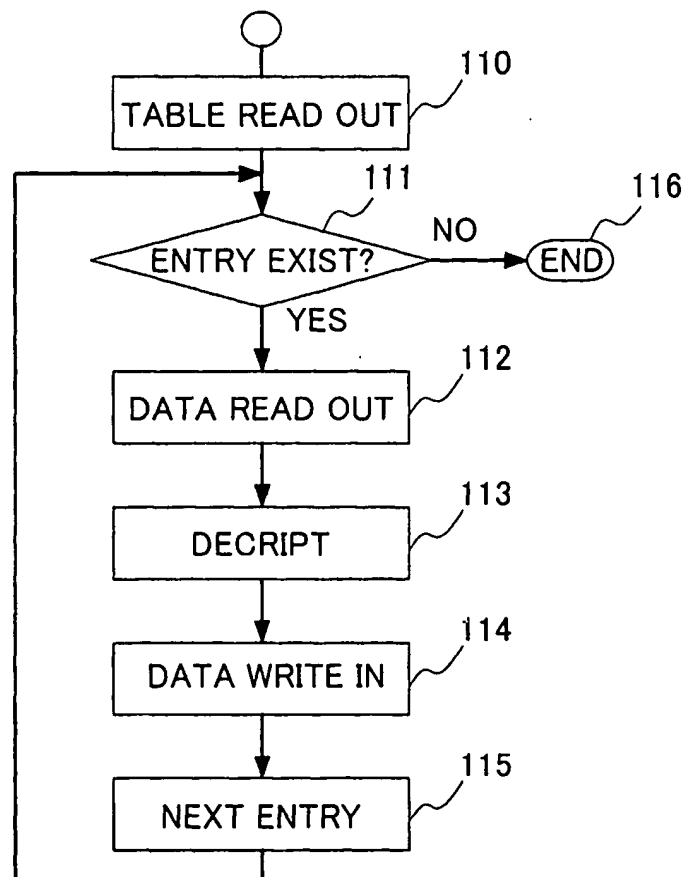 110
TABLE READ OUT
111
116
ENTRY EXIST?
NO
END
YES
112
DATA READ OUT
113
DECRIPT
114
DATA WRITE IN
115
NEXT ENTRY